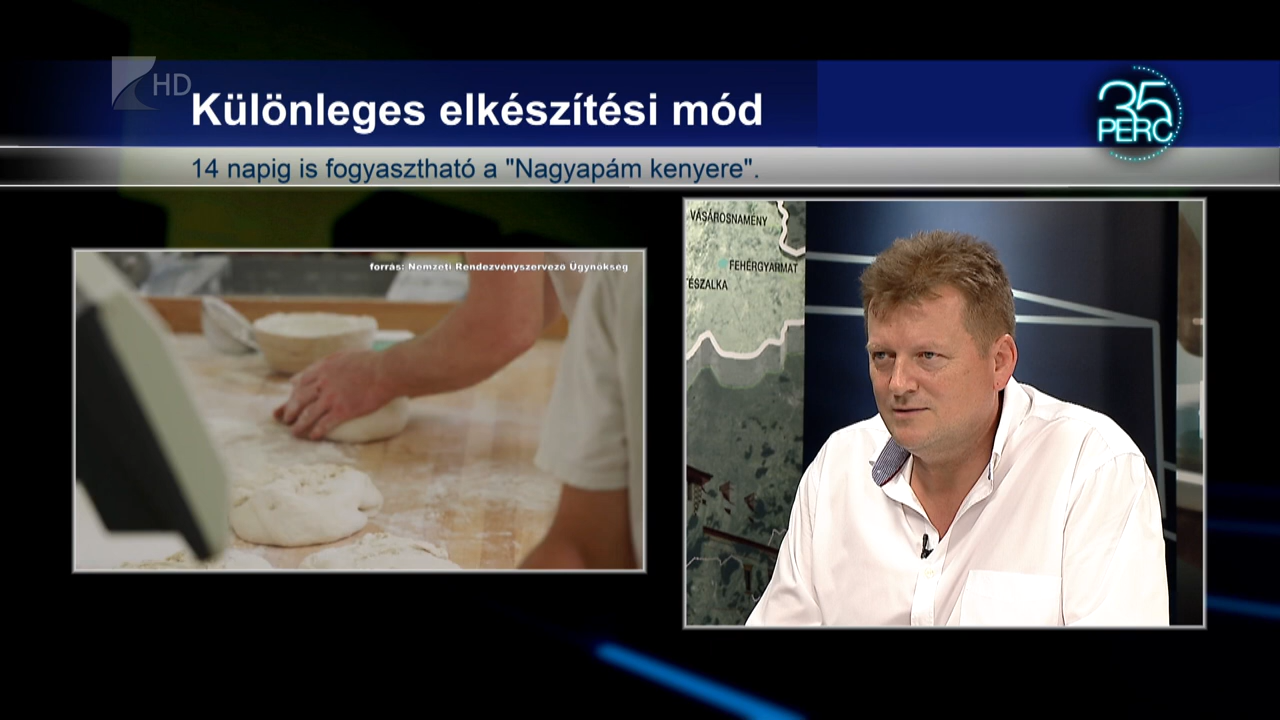 HD
Különleges elkészítési mód
35
PERC
14 napig is fogyasztható a "Nagyapám kenyere".
forrás: Nemzeti Rendezvényszervező Ügynökség
VÁSÁROSNAMÉNY
FEHÉRGYARMAT
ÉSZALKA